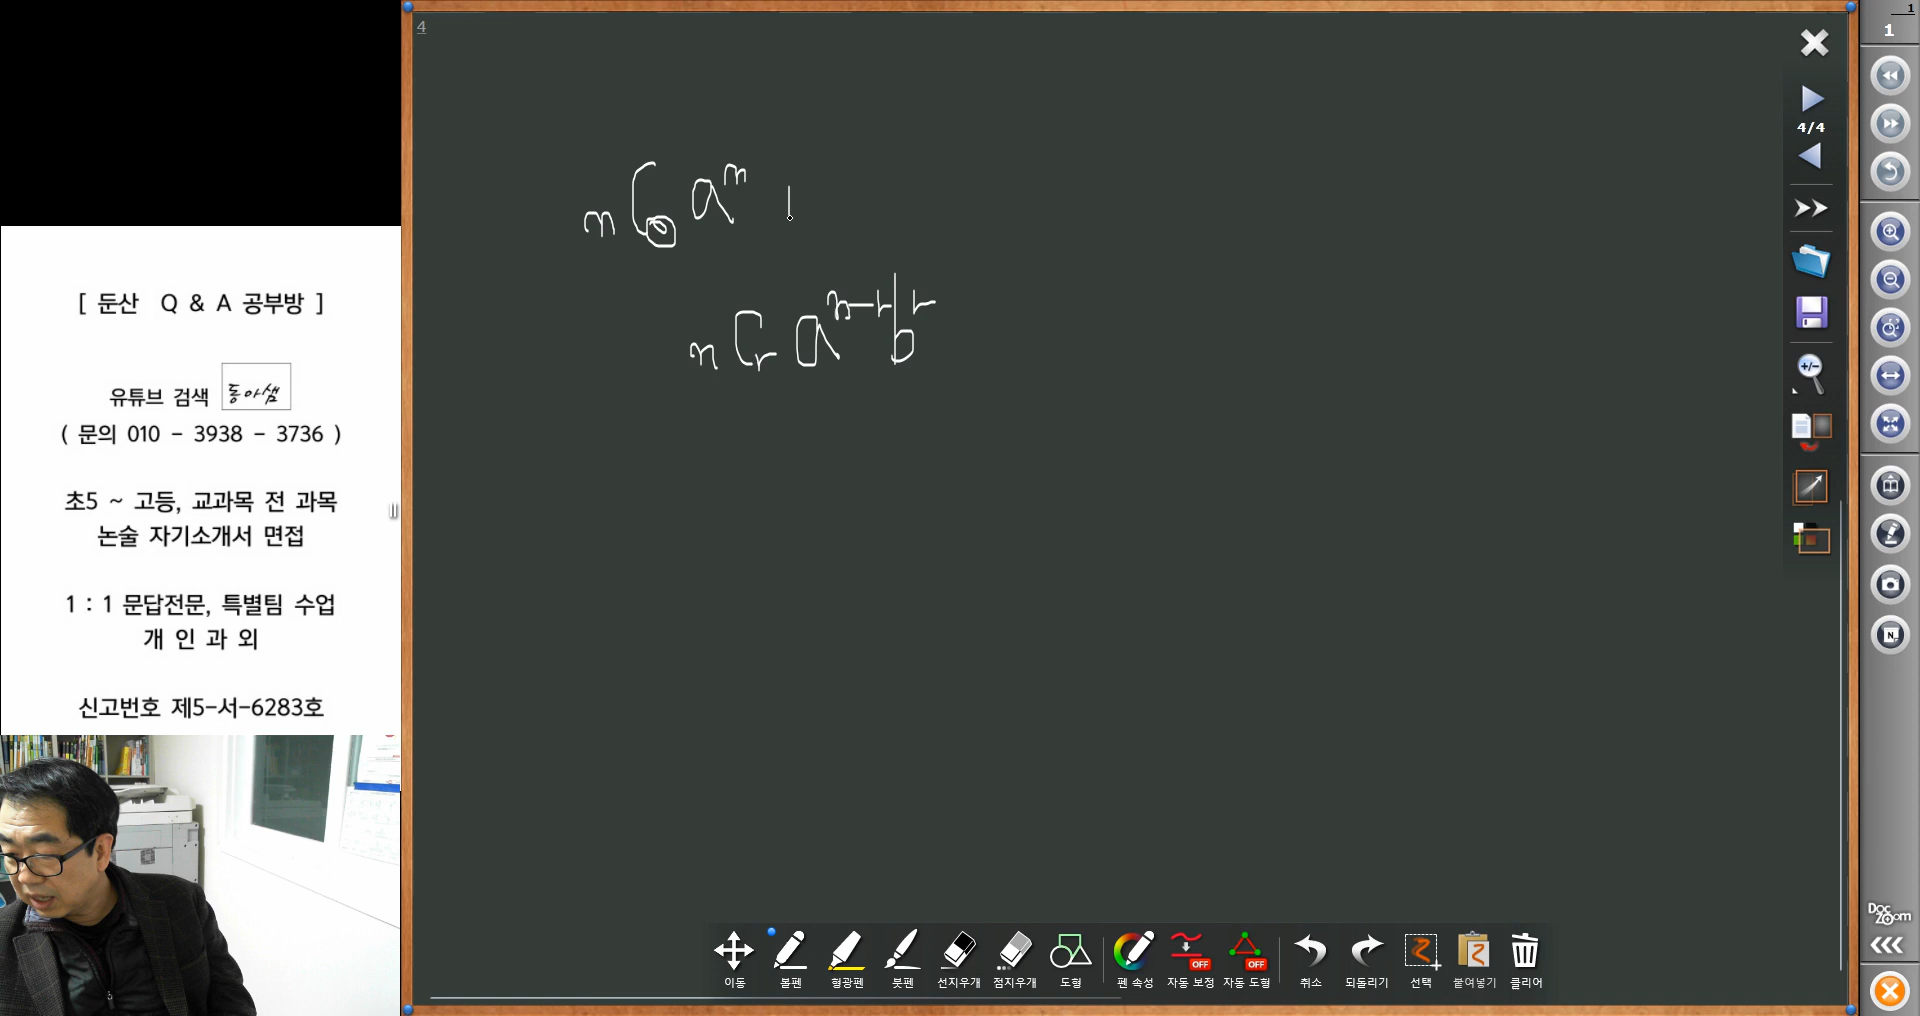 [ 둔산 Q & A 공부방 ]
유튜브 검색 동아샘
( 문의 010 - 3938 - 3736 )
초5 ~ 고등, 교과목 전 과목
논술 자기소개서 면접
1 : 1 문답전문, 특별팀 수업
개 인 과 외
신고번호 제5-서-6283호
4
nC₀ aⁿ
nCr aⁿ⁻ʳbʳ
1
1
4/4
+/-
N
Doc
Zoom
OFF
OFF
이동 볼펜 형광펜 붓펜 선지우개 점지우개 도형 펜 속성 자동 보정 자동 도형 취소 되돌리기 선택 붙여넣기 클리어